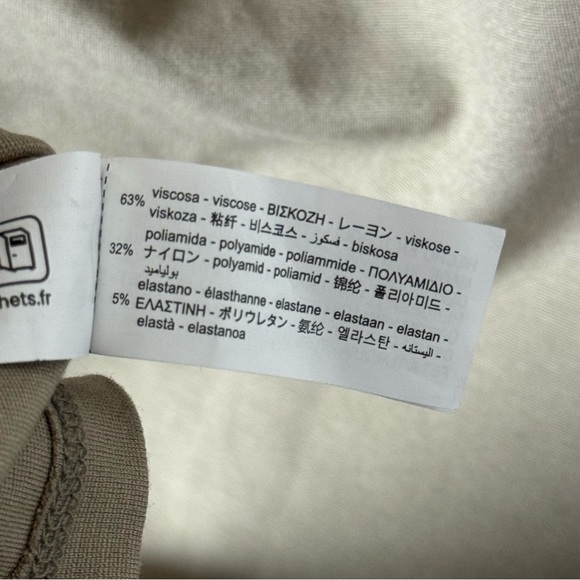 63% viscosa - viscose - ΒΙΣΚΟΖΗ - レーヨン - viskose -
viskoza - 粘纤 - 비스코스 - فسكوز - biskosa
32% poliamida - polyamide - poliammide - ΠΟΛΥΑΜΙΔΙΟ -
ナイロン - polyamid - poliamid - 锦纶 - 폴리아미드 -
بولياميد
5% elastano - élasthanne - elastane - elastaan - elastan -
ΕΛΑΣΤΙΝΗ - ポリウレタン - 氨纶 - 엘라스탄 - اليستانه -
elastà - elastanoa
hets.fr